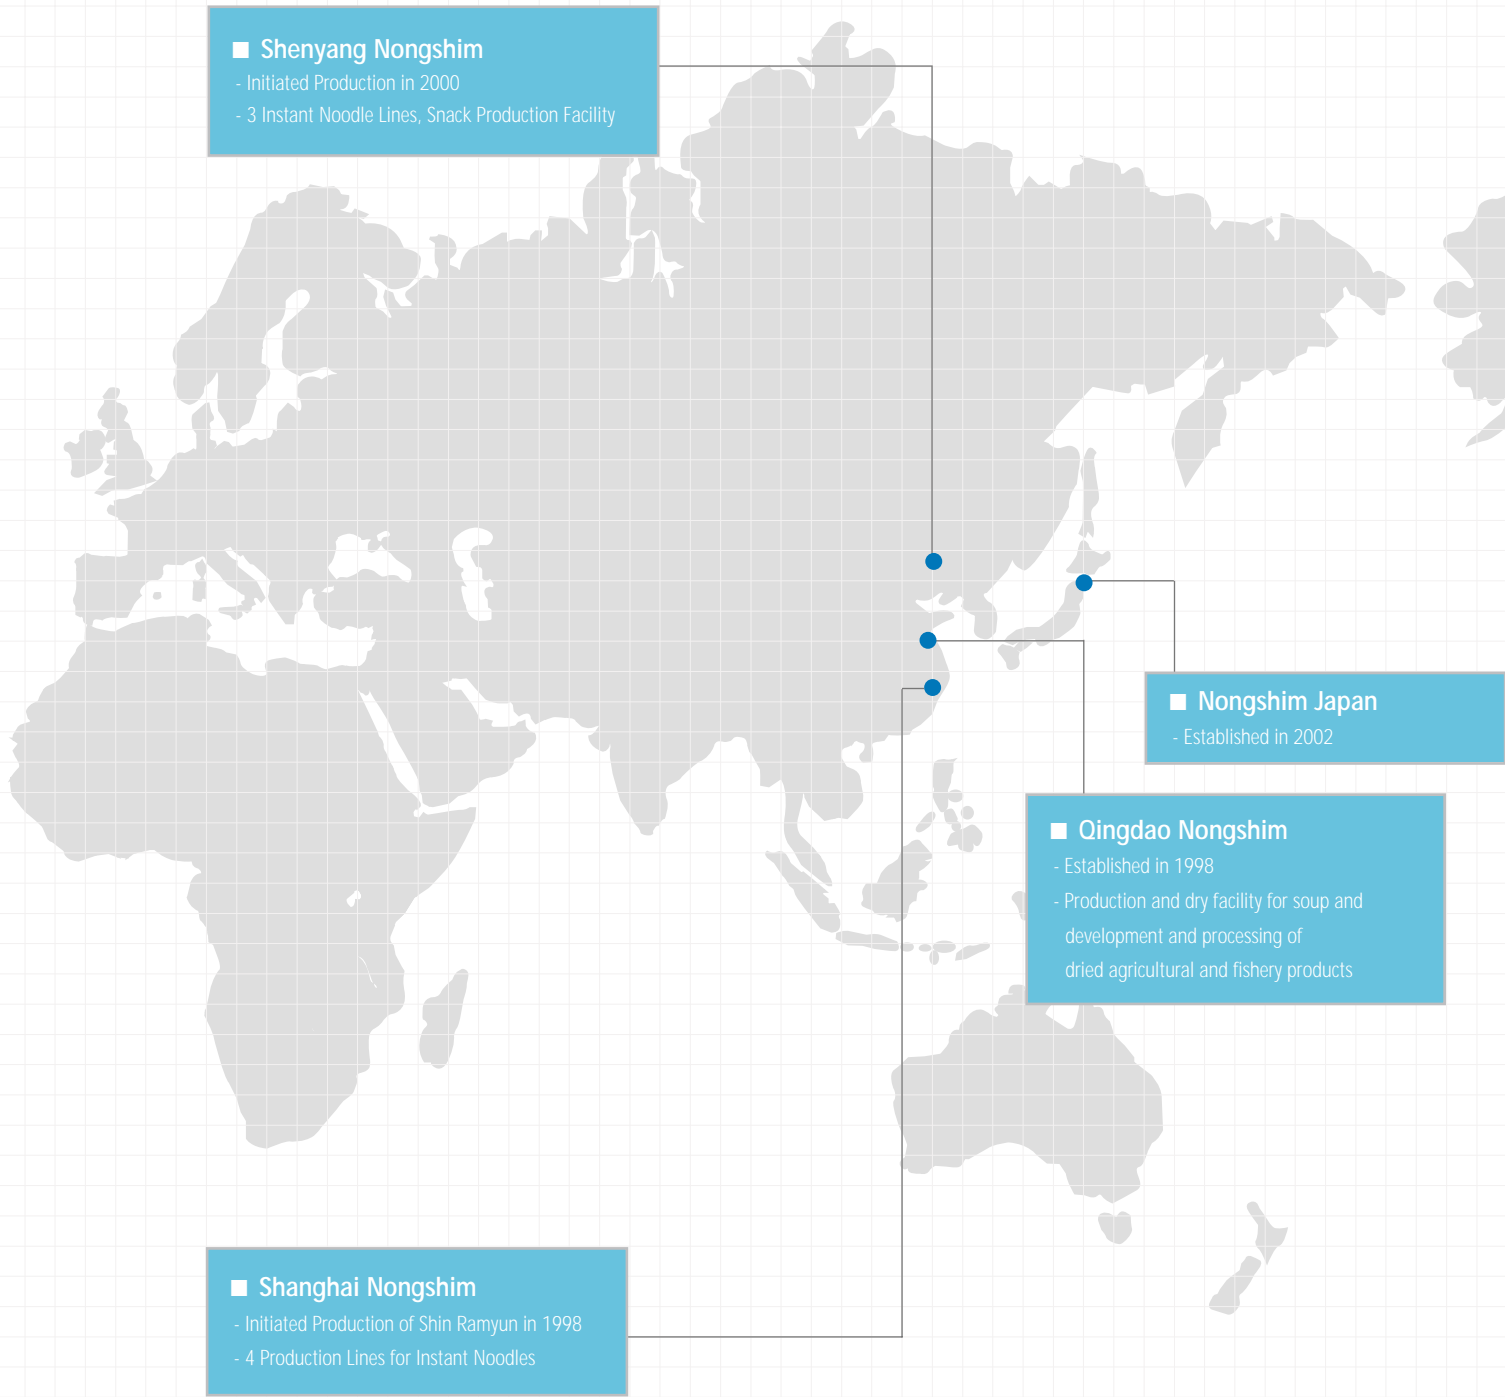 ■ Shenyang Nongshim
- Initiated Production in 2000
- 3 Instant Noodle Lines, Snack Production Facility
■ Nongshim Japan
- Established in 2002
■ Qingdao Nongshim
- Established in 1998
- Production and dry facility for soup and
development and processing of
dried agricultural and fishery products
■ Shanghai Nongshim
- Initiated Production of Shin Ramyun in 1998
- 4 Production Lines for Instant Noodles